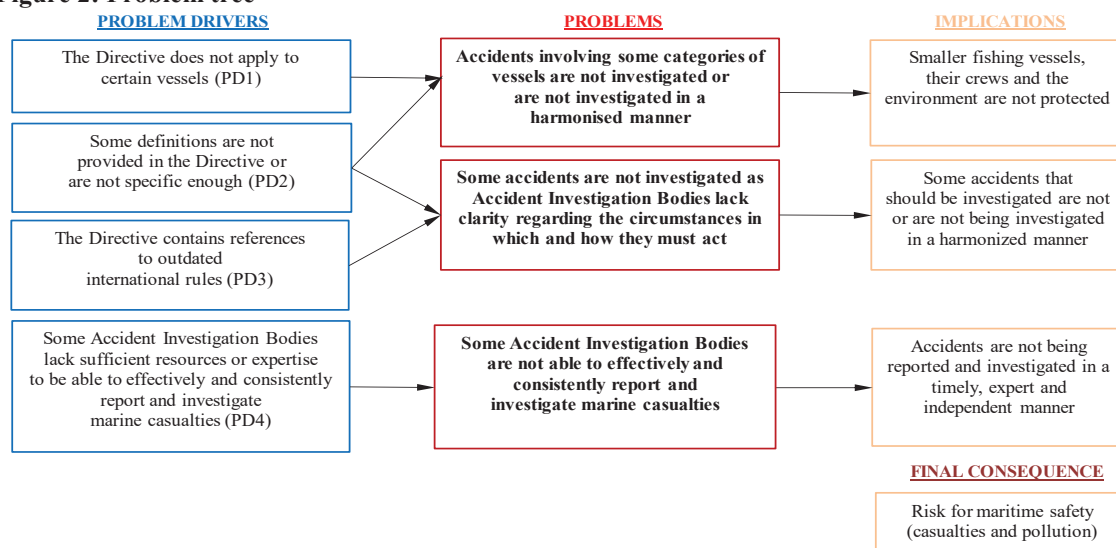 Figure 2: Problem tree
PROBLEM DRIVERS
The Directive does not apply to
certain vessels (PD1)
Some definitions are not
provided in the Directive or
are not specific enough (PD2)
The Directive contains references
to outdated
international rules (PD3)
Some Accident Investigation Bodies
lack sufficient resources or expertise
to be able to effectively and consistently
report and investigate
marine casualties (PD4)
PROBLEMS
Accidents involving some categories of
vessels are not investigated or
are not investigated in a
harmonised manner
Some accidents are not investigated as
Accident Investigation Bodies lack
clarity regarding the circumstances in
which and how they must act
Some Accident Investigation Bodies
are not able to effectively and
consistently report and
investigate marine casualties
IMPLICATIONS
Smaller fishing vessels,
their crews and the
environment are not protected
Some accidents that
should be investigated are not
or are not being investigated
in a harmonized manner
Accidents are not being
reported and investigated in a
timely, expert and
independent manner
FINAL CONSEQUENCE
Risk for maritime safety
(casualties and pollution)